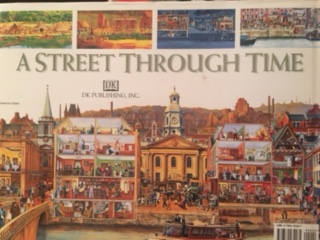 A STREET THROUGH TIME
DK
DK PUBLISHING, INC.